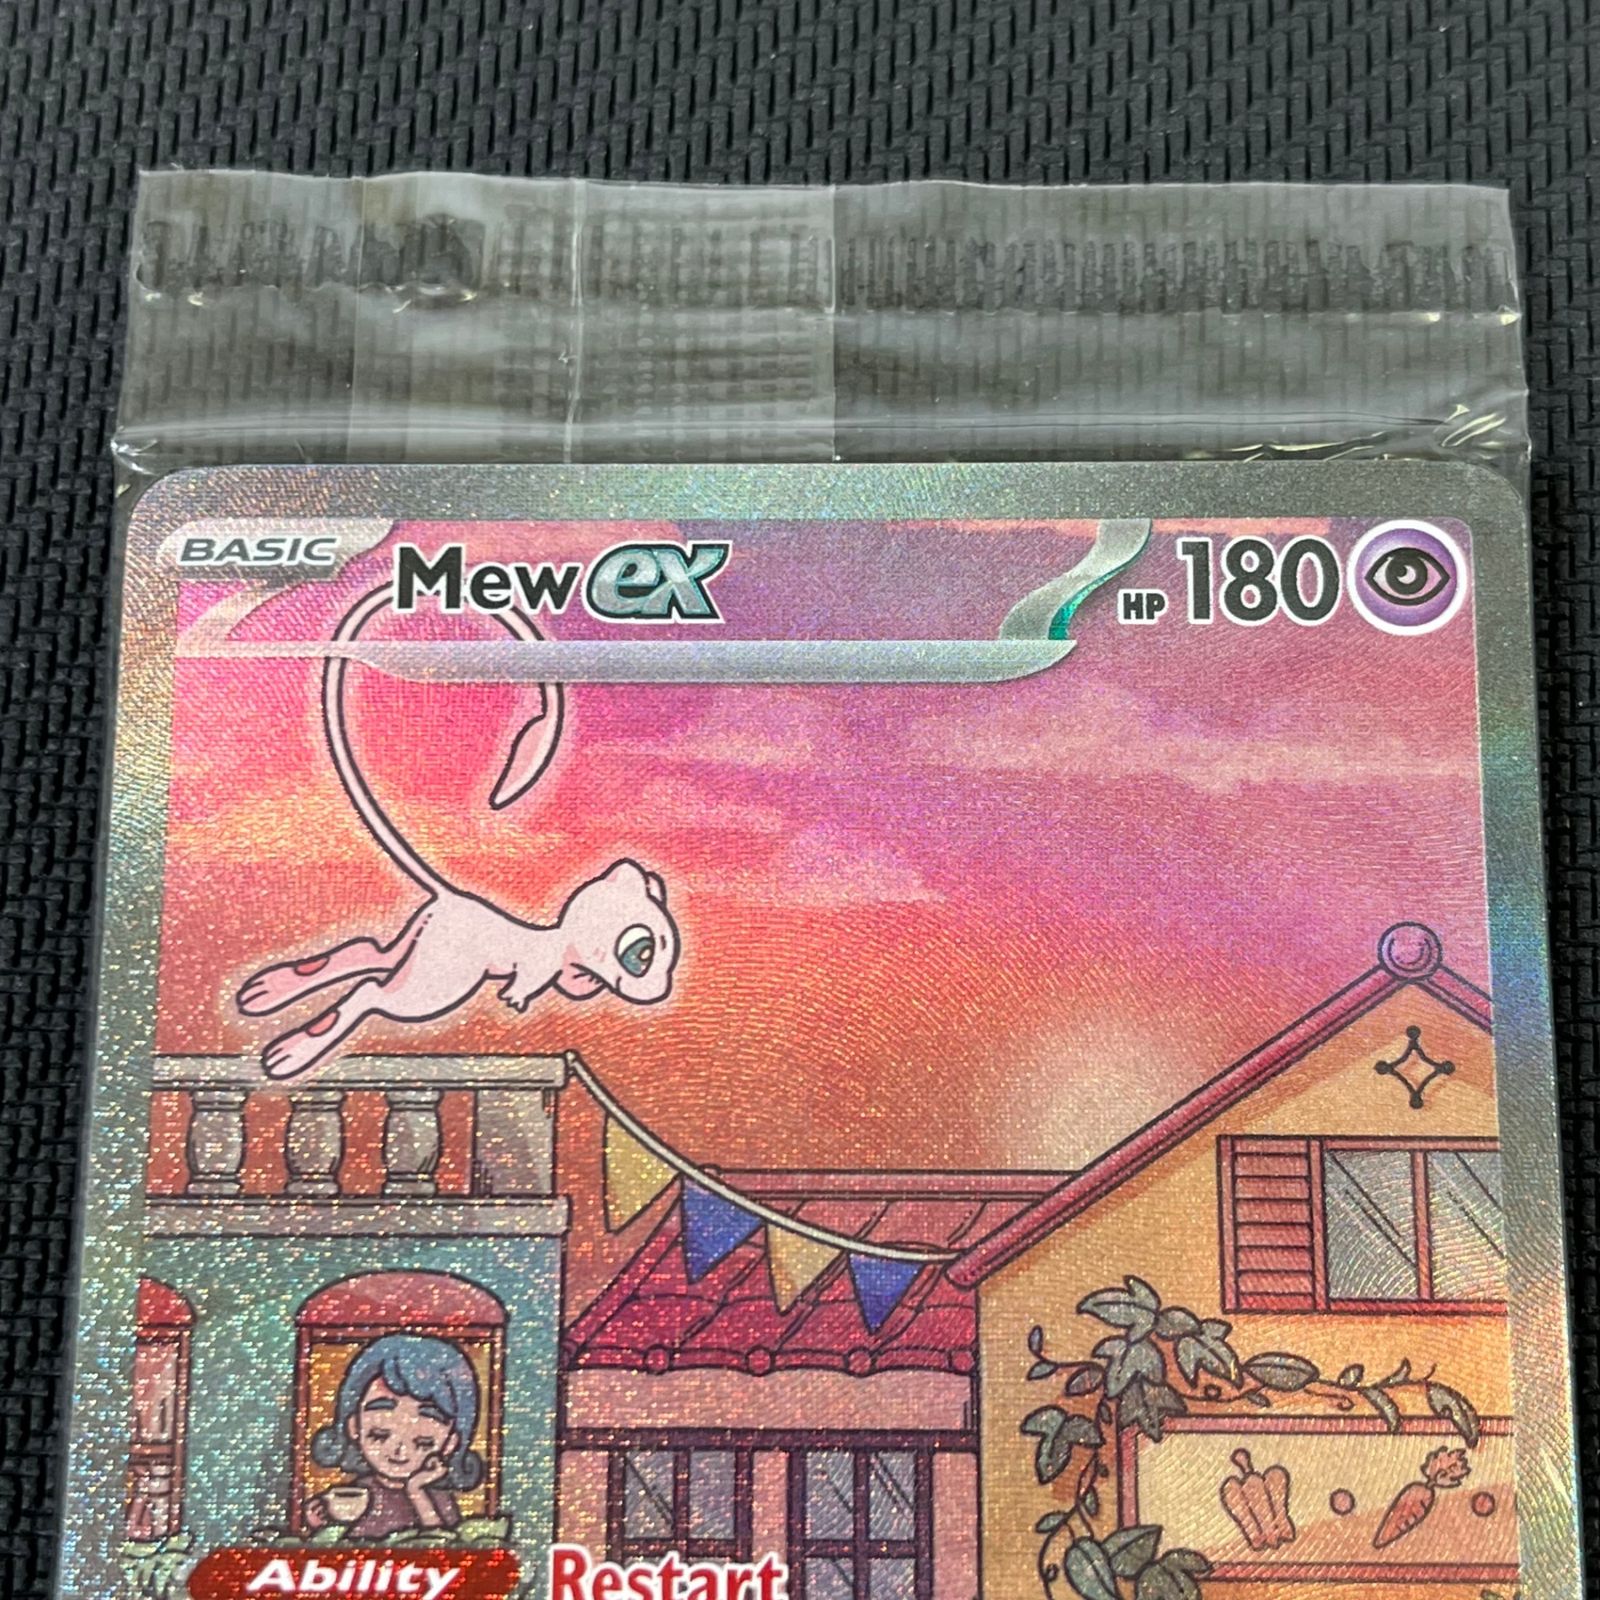 BASIC Mew ex HP 180
Ability Restart